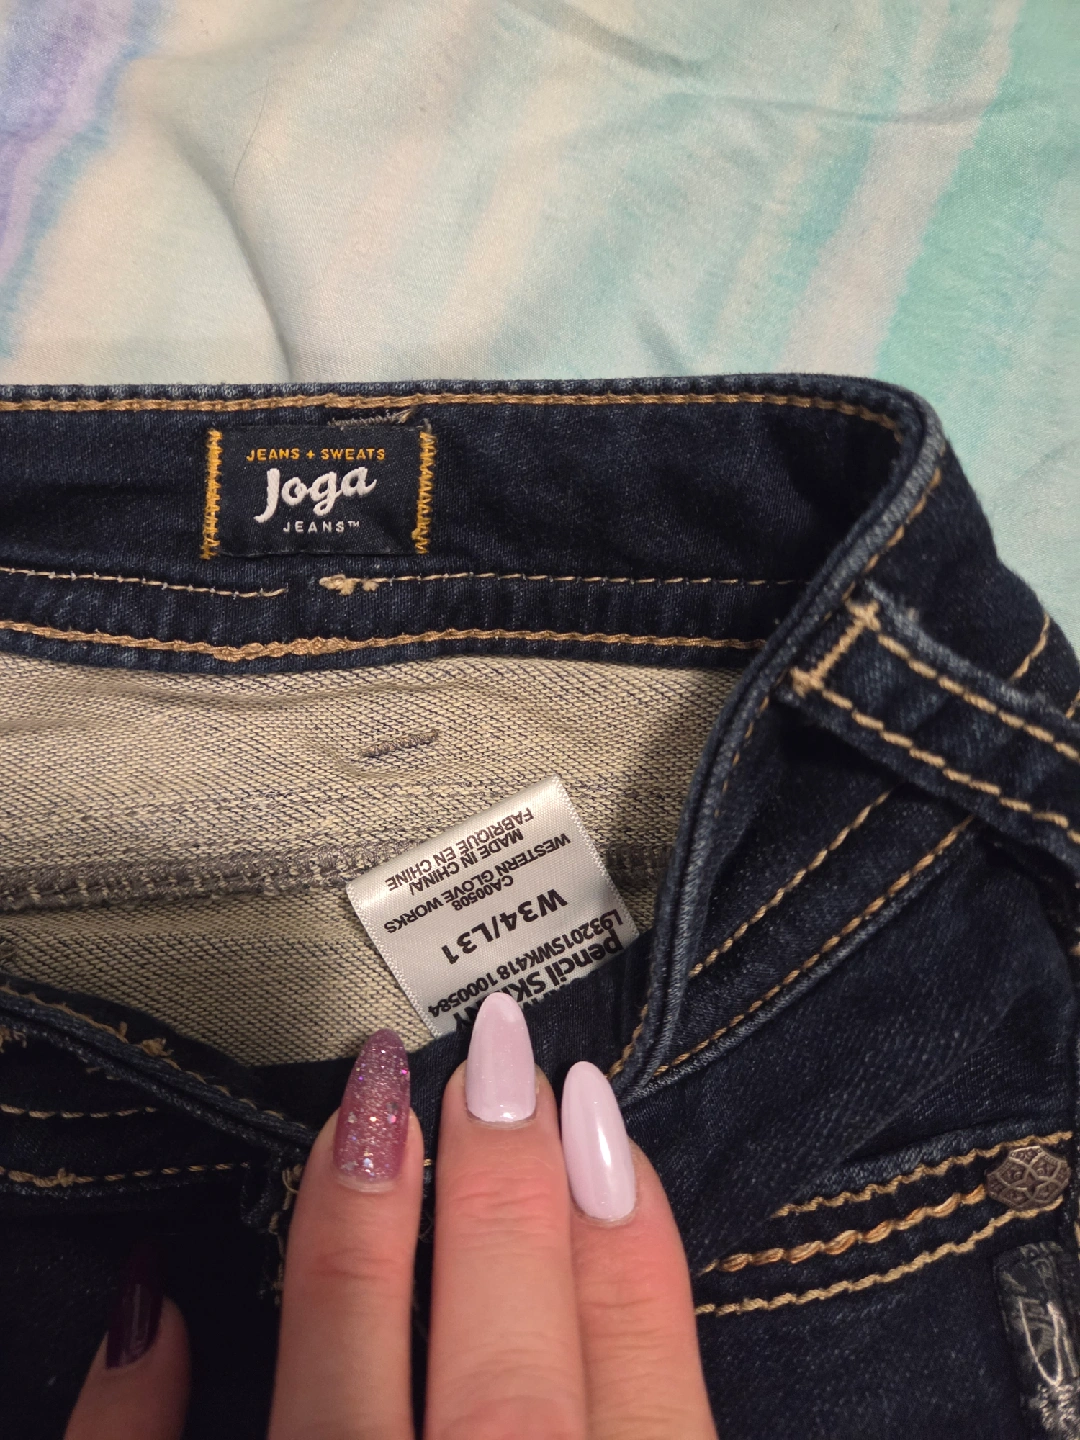 JEANS + SWEATS
Joga
JEANS™
pencil
L93201SWK418 1000584
W34/L31
CA00508
WESTERN GLOVE WORKS
MADE IN CHINA/
FABRIQUE EN CHINE